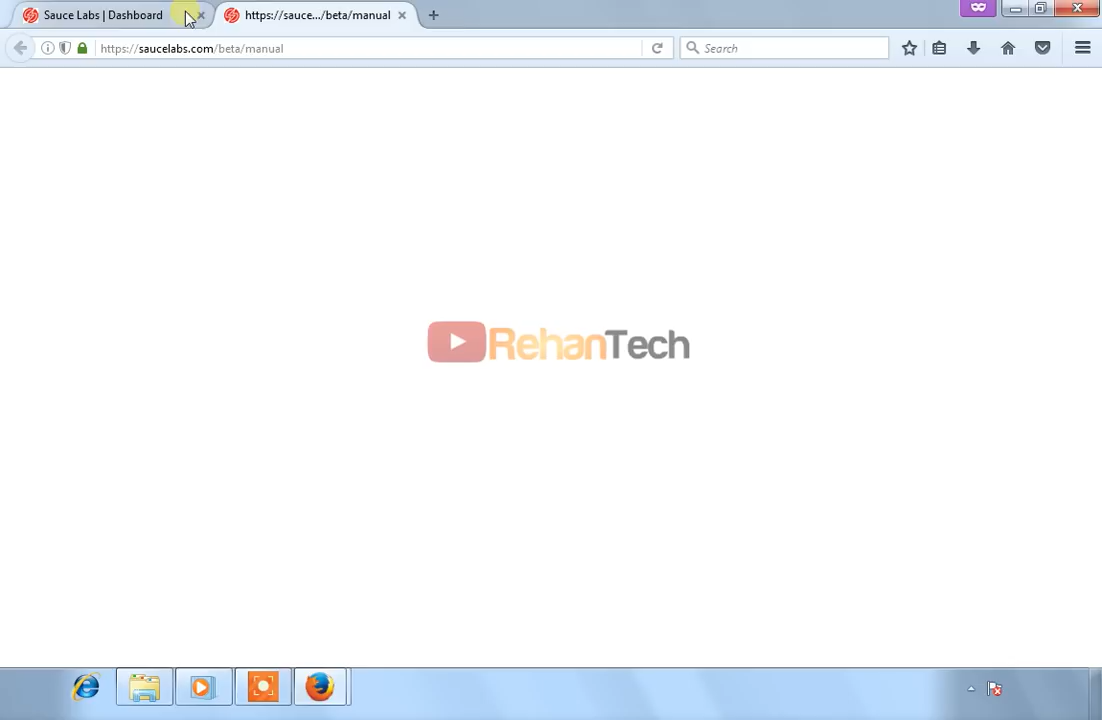 Sauce Labs | Dashboard
https://sauce.../beta/manual
https://saucelabs.com/beta/manual
Search
RehanTech